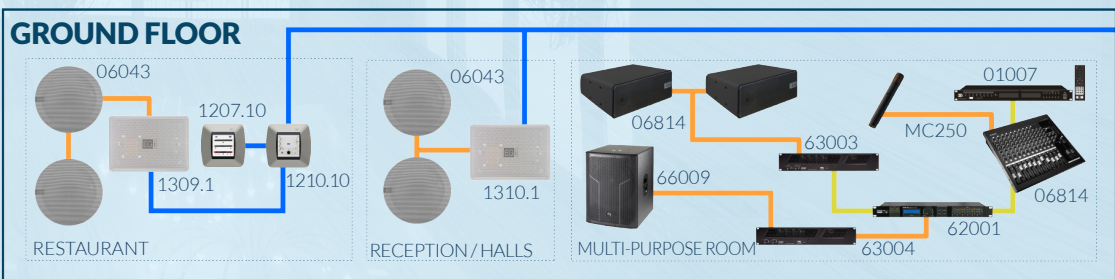 GROUND FLOOR
06043
1207.10
1309.1
1210.10
RESTAURANT
06043
1310.1
RECEPTION / HALLS
06814
63003
MC250
01007
06814
66009
62001
63004
MULTI-PURPOSE ROOM